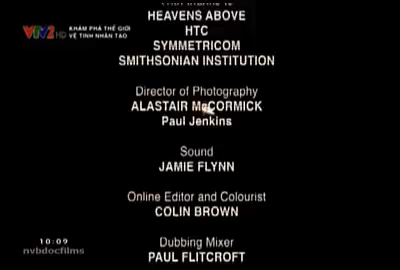 HEAVENS ABOVE
HTC
SYMMETRICOM
SMITHSONIAN INSTITUTION
VTV2 HD
KHÁM PHÁ THẾ GIỚI
VỆ TINH NHÂN TẠO
Director of Photography
ALASTAIR McCORMICK
Paul Jenkins
Sound
JAMIE FLYNN
Online Editor and Colourist
COLIN BROWN
Dubbing Mixer
PAUL FLITCROFT
10:09
nvbdocfilms